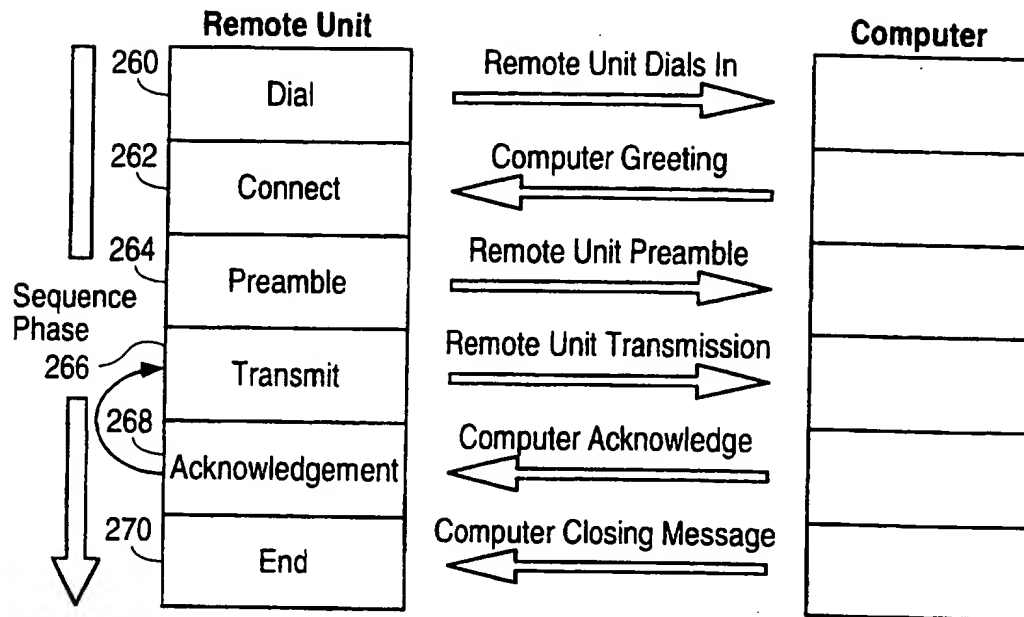 Remote Unit
Computer
260
Dial
Remote Unit Dials In
262
Connect
Computer Greeting
264
Preamble
Remote Unit Preamble
Sequence
Phase
266
Transmit
Remote Unit Transmission
268
Acknowledgement
Computer Acknowledge
270
End
Computer Closing Message